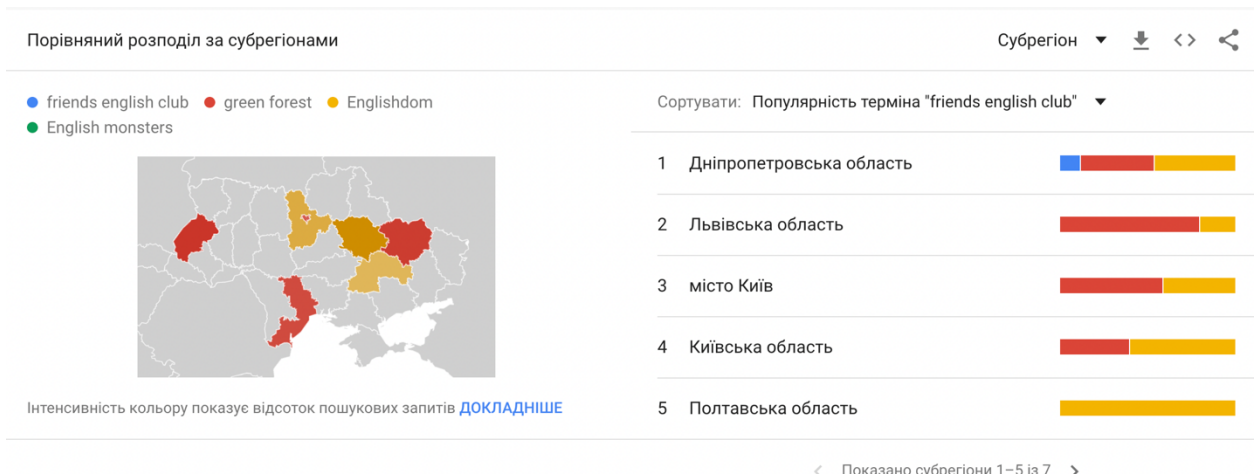 Порівняний розподіл за субрегіонами
Субрегіон
friends english club green forest Englishdom
English monsters
Сортувати: Популярність терміна "friends english club"
1 Дніпропетровська область
2 Львівська область
3 місто Київ
4 Київська область
5 Полтавська область
Інтенсивність кольору показує відсоток пошукових запитів ДОКЛАДНІШЕ
Показано субрегіони 1–5 із 7